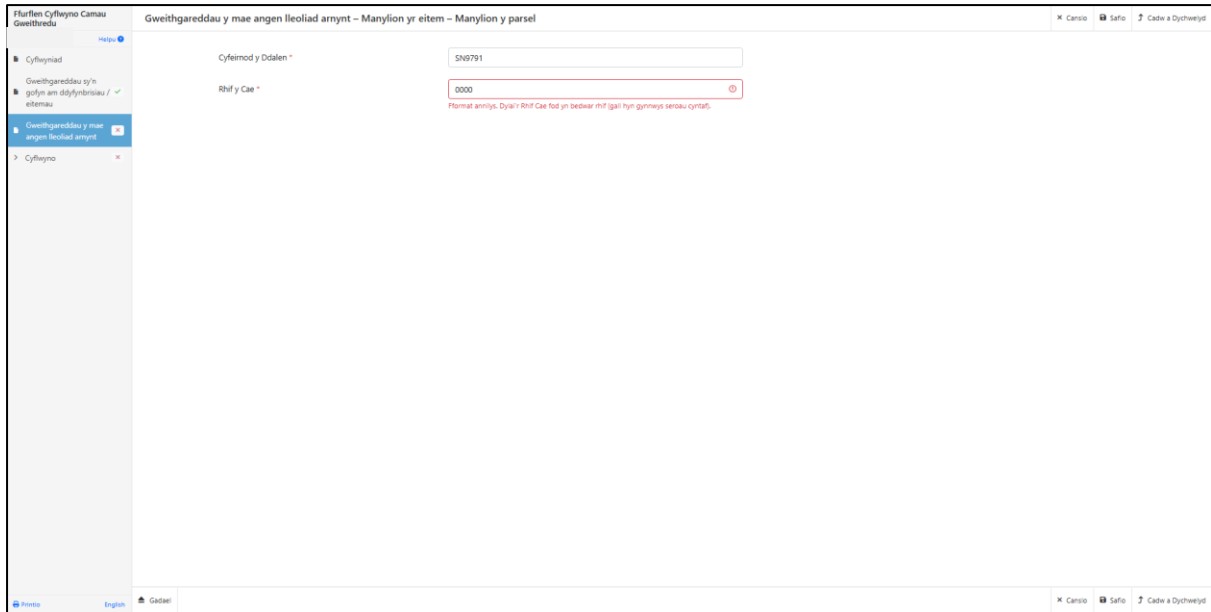 Ffurflen Cyflwyno Camau
Gweithredu
Helpu
Cyflwyniad
Gweithgareddau sy'n
gofyn am ddyfynbrisiau /
eitemau
Gweithgareddau y mae
angen lleoliad arnynt
Cyflwyno
Gweithgareddau y mae angen lleoliad arnynt – Manylion yr eitem – Manylion y parsel
Cansio
Safio
Cadw a Dychwelyd
Cyfeirnod y Ddalen *
SN9791
Rhif y Cae *
0000
Fformat annilys. Dylai'r Rhif Cae fod yn bedwar rhif (gall hyn gynnwys seroau cyntaf).
Printio
English
Gadael
Cansio
Safio
Cadw a Dychwelyd